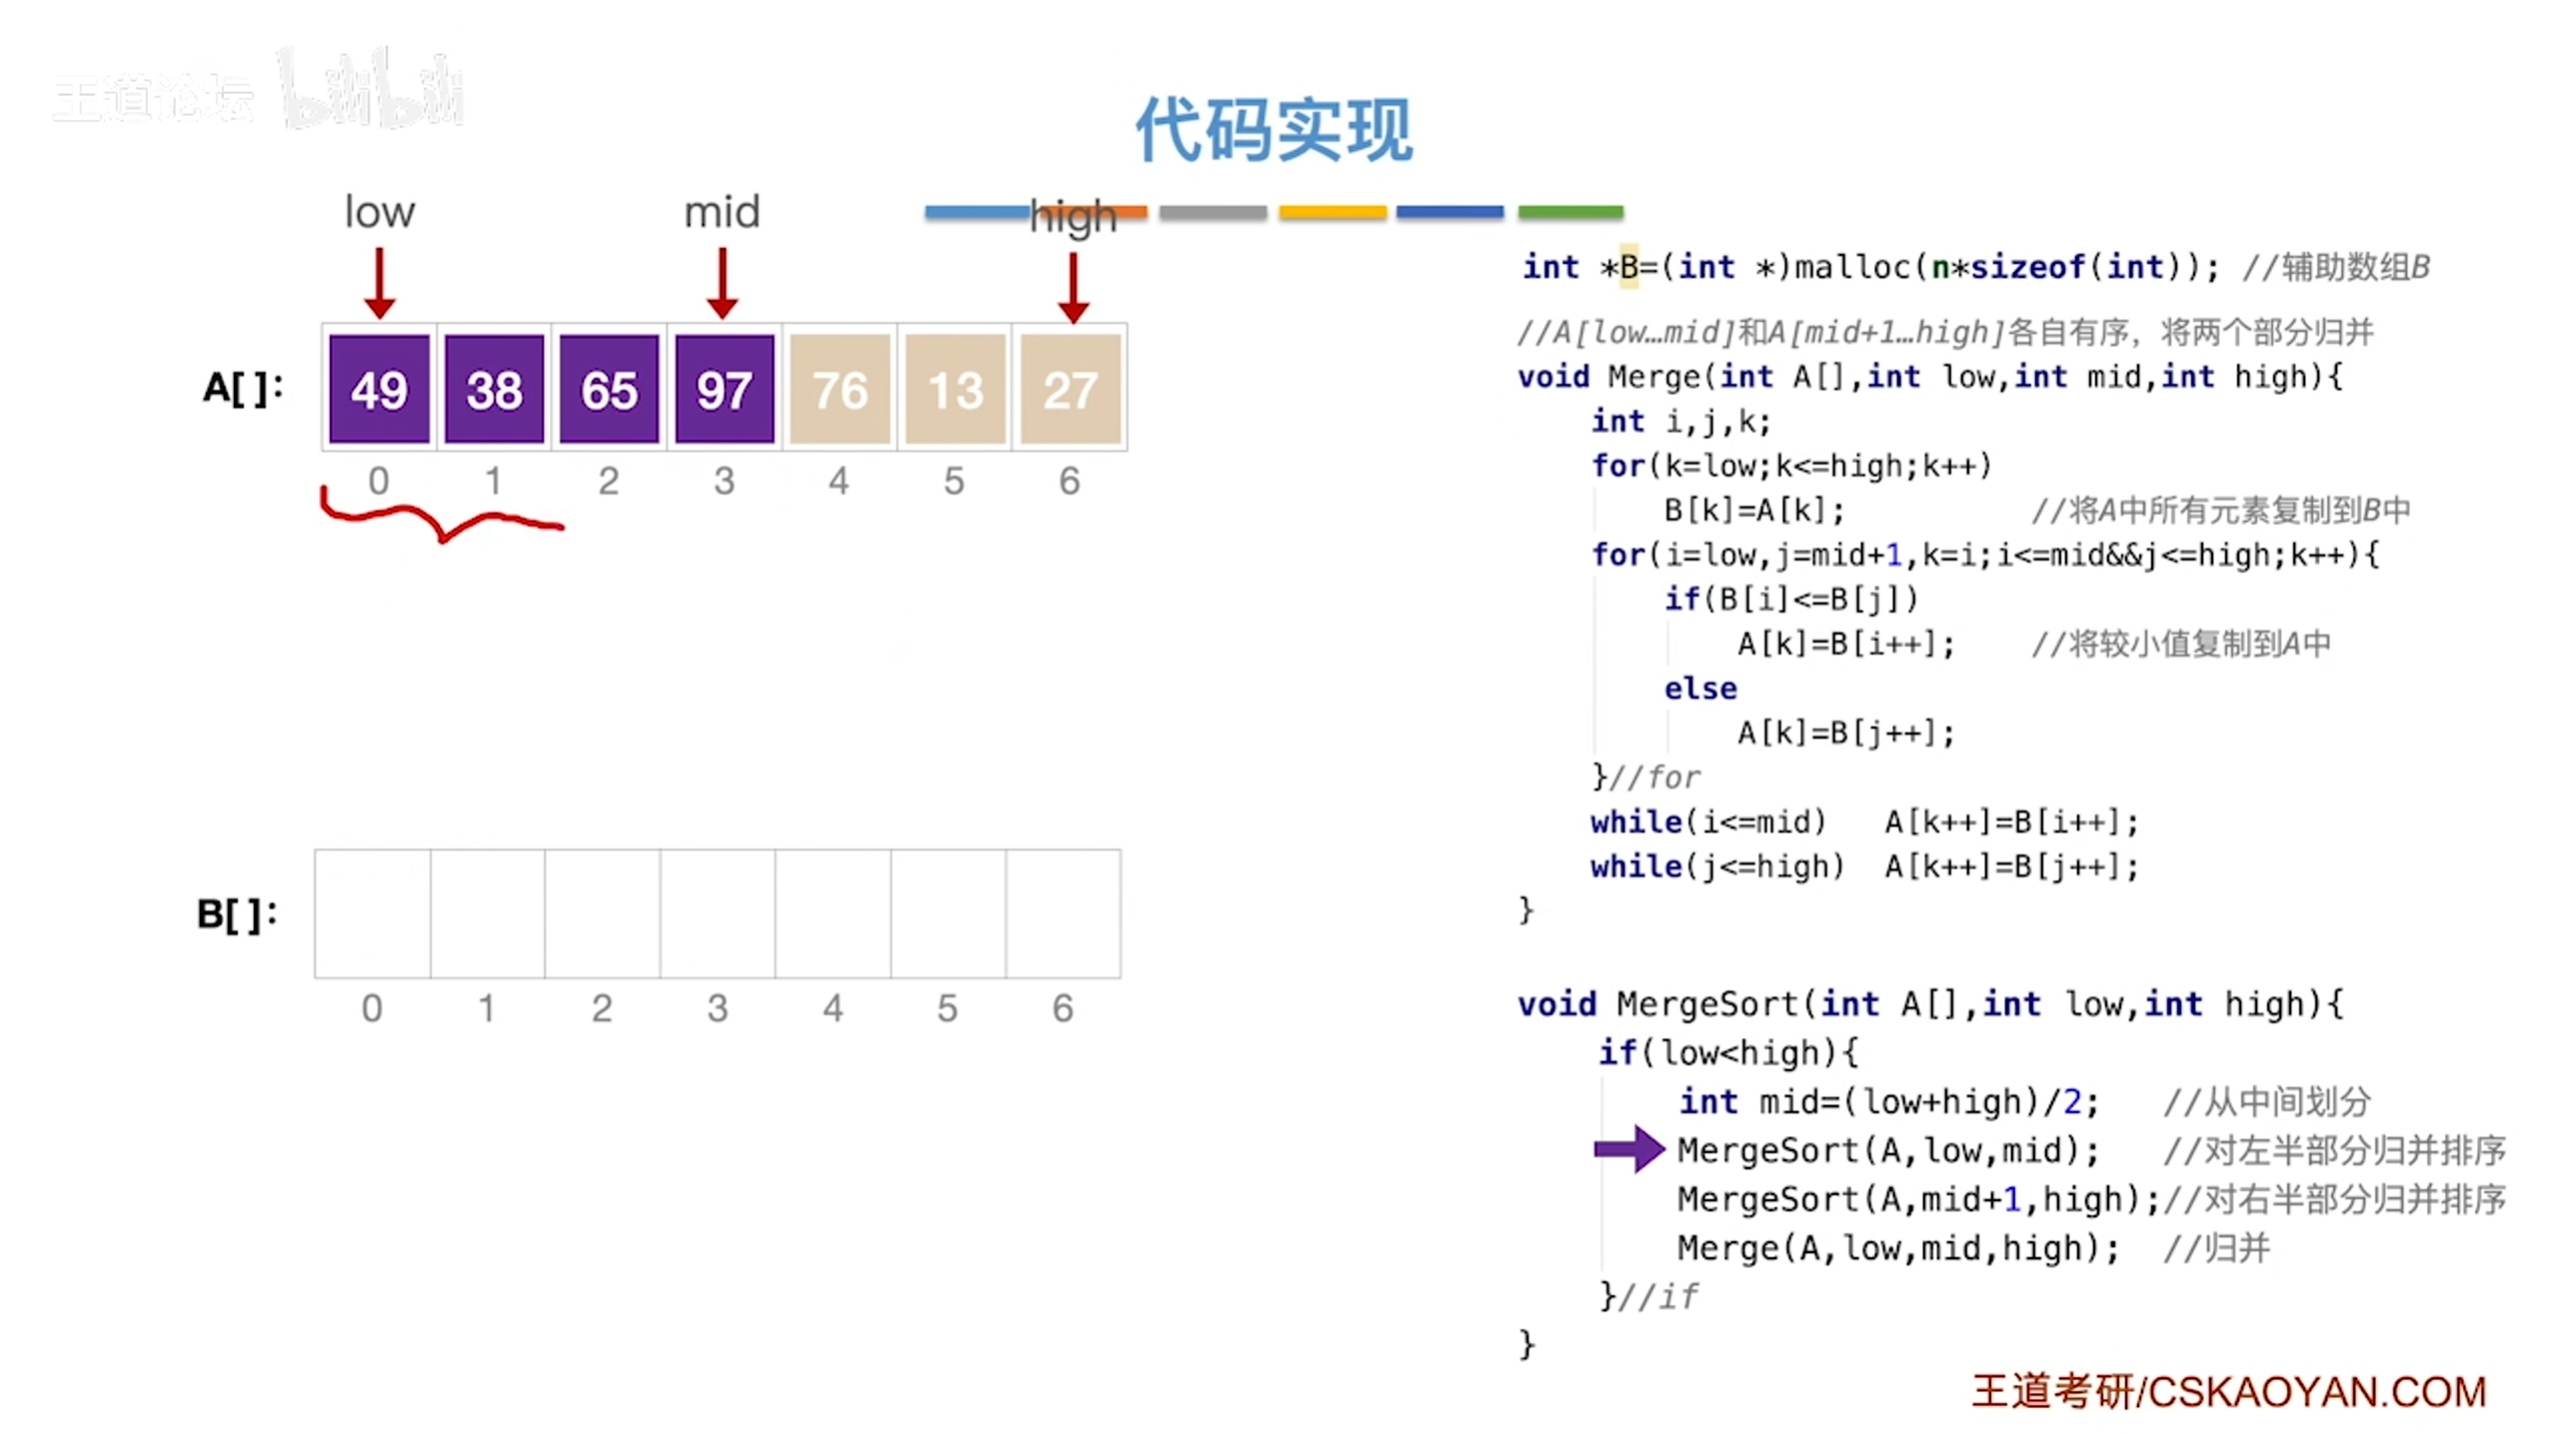 王道论坛 bilibili
代码实现
low mid high
A[ ]: 49 38 65 97 76 13 27
0 1 2 3 4 5 6
B[ ]:
0 1 2 3 4 5 6
int *B=(int *)malloc(n*sizeof(int)); //辅助数组B
//A[low…mid]和A[mid+1…high]各自有序，将两个部分归并
void Merge(int A[],int low,int mid,int high){
int i,j,k;
for(k=low;k<=high;k++)
B[k]=A[k]; //将A中所有元素复制到B中
for(i=low,j=mid+1,k=i;i<=mid&&j<=high;k++){
if(B[i]<=B[j])
A[k]=B[i++]; //将较小值复制到A中
else
A[k]=B[j++];
}//for
while(i<=mid) A[k++]=B[i++];
while(j<=high) A[k++]=B[j++];
}
void MergeSort(int A[],int low,int high){
if(low<high){
int mid=(low+high)/2; //从中间划分
MergeSort(A,low,mid); //对左半部分归并排序
MergeSort(A,mid+1,high);//对右半部分归并排序
Merge(A,low,mid,high); //归并
}//if
}
王道考研/CSKAOYAN.COM